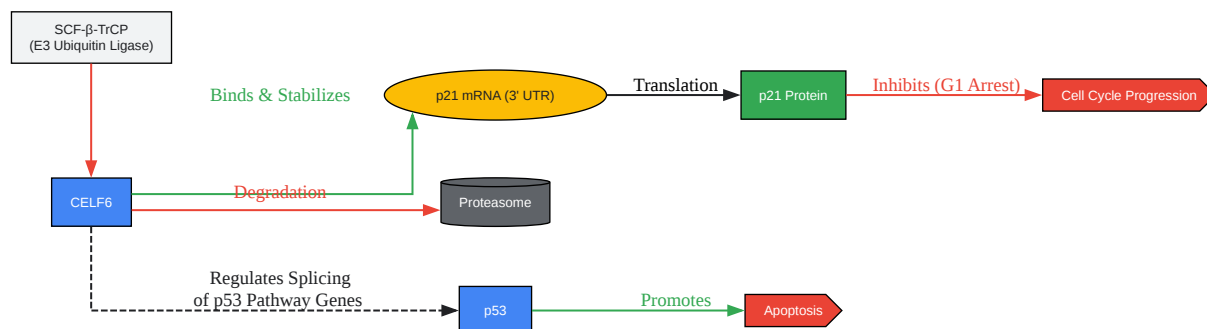 SCF-β-TrCP
(E3 Ubiquitin Ligase)
Binds & Stabilizes
p21 mRNA (3' UTR)
Translation
p21 Protein
Inhibits (G1 Arrest)
Cell Cycle Progression
CELF6
Degradation
Proteasome
Regulates Splicing
of p53 Pathway Genes
p53
Promotes
Apoptosis